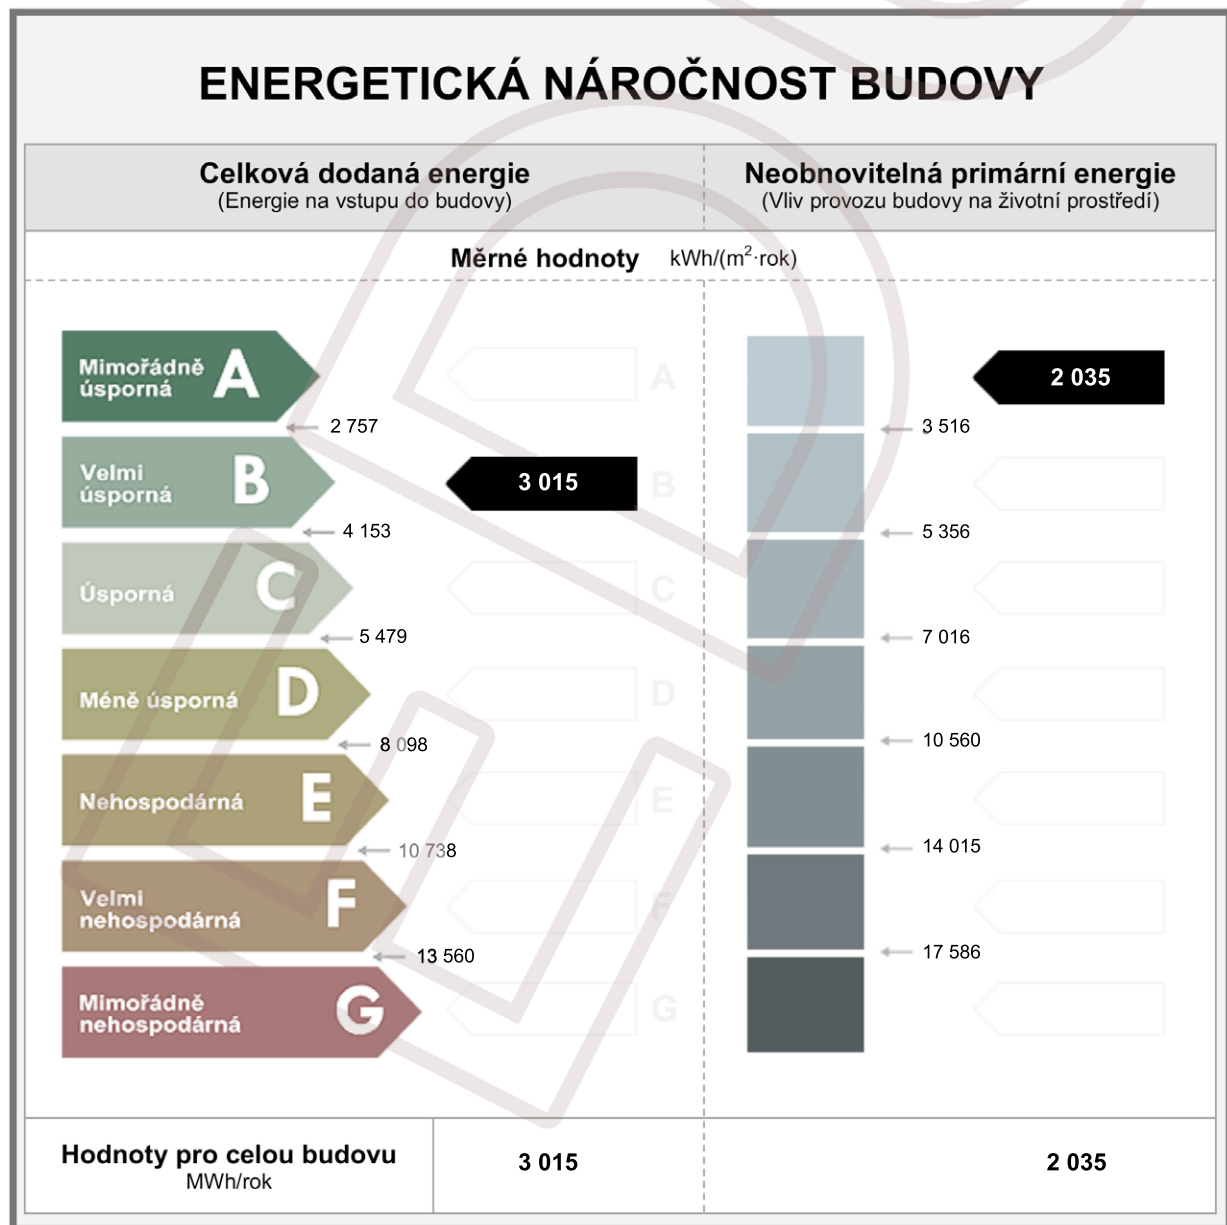 ENERGETICKÁ NÁROČNOST BUDOVY
Celková dodaná energie
(Energie na vstupu do budovy)
Neobnovitelná primární energie
(Vliv provozu budovy na životní prostředí)
Měrné hodnoty kWh/(m²·rok)
Mimořádně
úsporná
A
A
2 035
2 757
3 516
Velmi
úsporná
B
3 015
B
4 153
5 356
Úsporná
C
C
5 479
7 016
Méně úsporná
D
D
8 098
10 560
Nehospodárná
E
E
10 738
14 015
Velmi
nehospodárná
F
F
13 560
17 586
Mimořádně
nehospodárná
G
G
Hodnoty pro celou budovu
MWh/rok
3 015
2 035